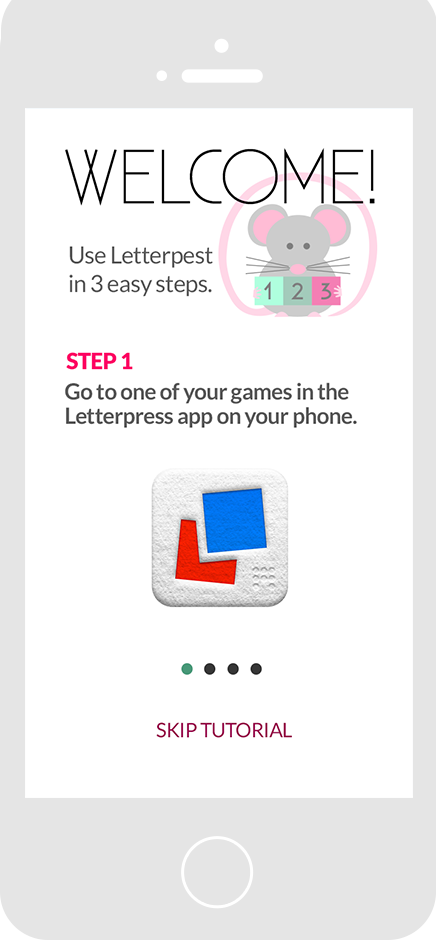 WELCOME!
Use Letterpest
in 3 easy steps.
1 2 3
STEP 1
Go to one of your games in the
Letterpress app on your phone.
SKIP TUTORIAL